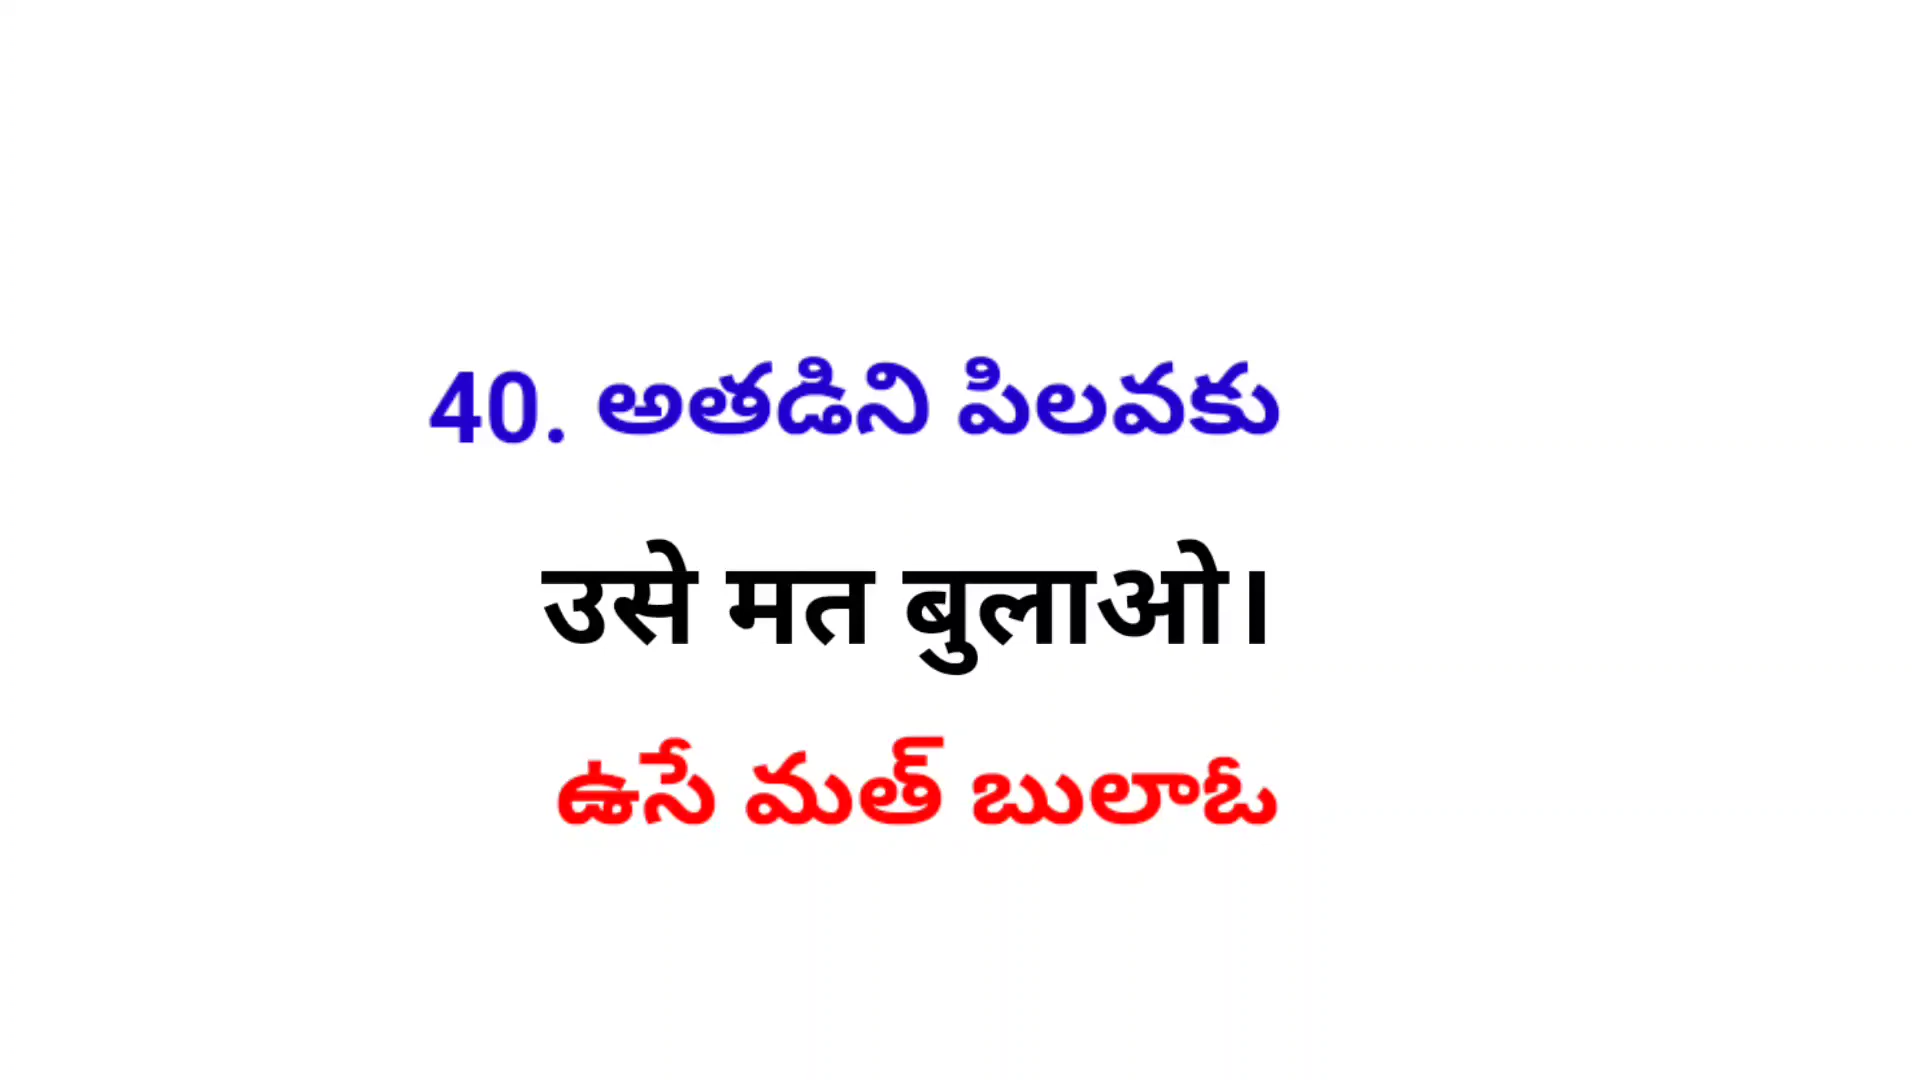 40. అతడిని పిలవకు
उसे मत बुलाओ।
ఉసే మత్ బులాఓ